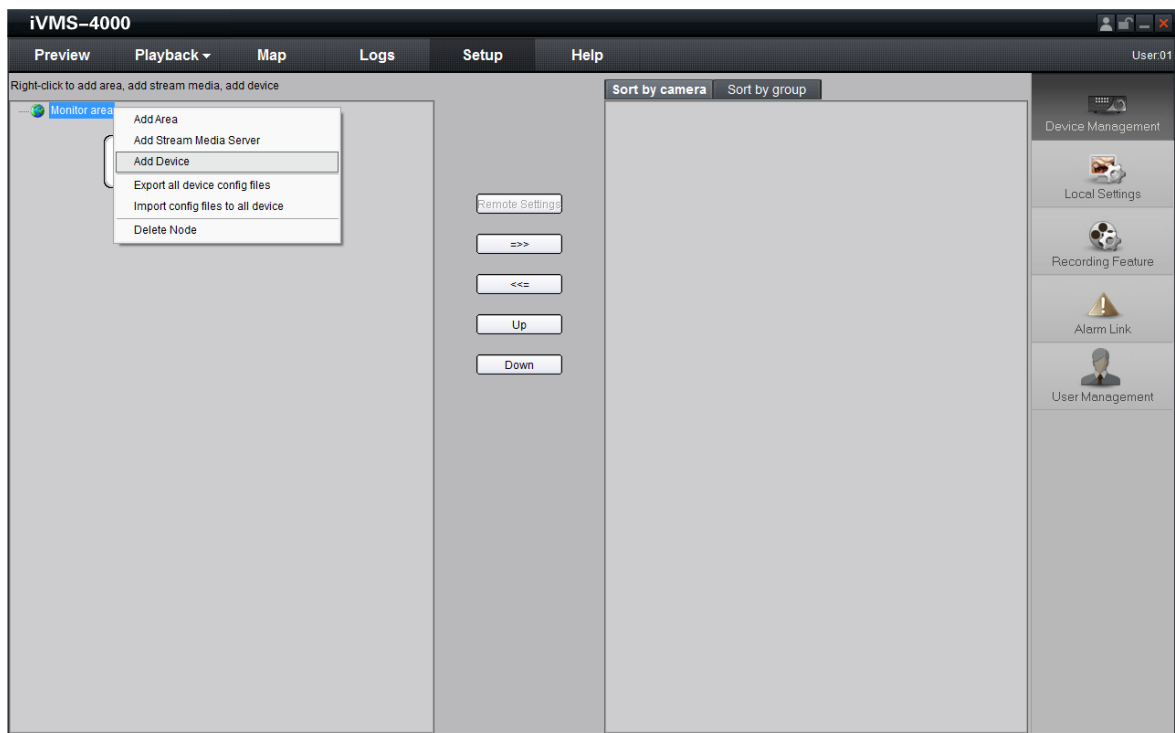 iVMS-4000
Preview Playback Map Logs Setup Help User:01
Right-click to add area, add stream media, add device
Monitor area
Add Area
Add Stream Media Server
Add Device
Export all device config files
Import config files to all device
Delete Node
Remote Settings
=>>
<<=
Up
Down
Sort by camera Sort by group
Device Management
Local Settings
Recording Feature
Alarm Link
User Management